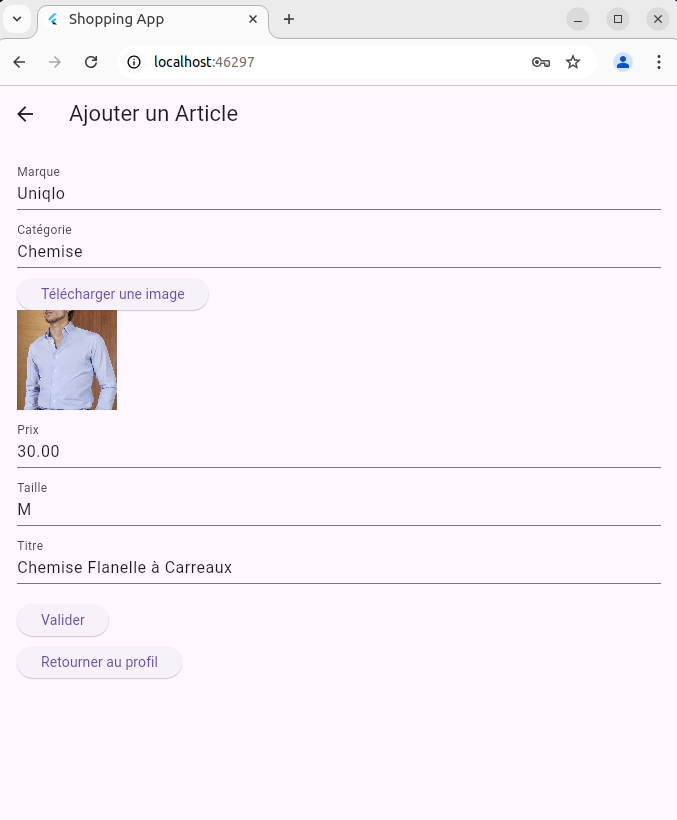 Shopping App
localhost:46297
Ajouter un Article
Marque
Uniqlo
Catégorie
Chemise
Télécharger une image
Prix
30.00
Taille
M
Titre
Chemise Flanelle à Carreaux
Valider
Retourner au profil